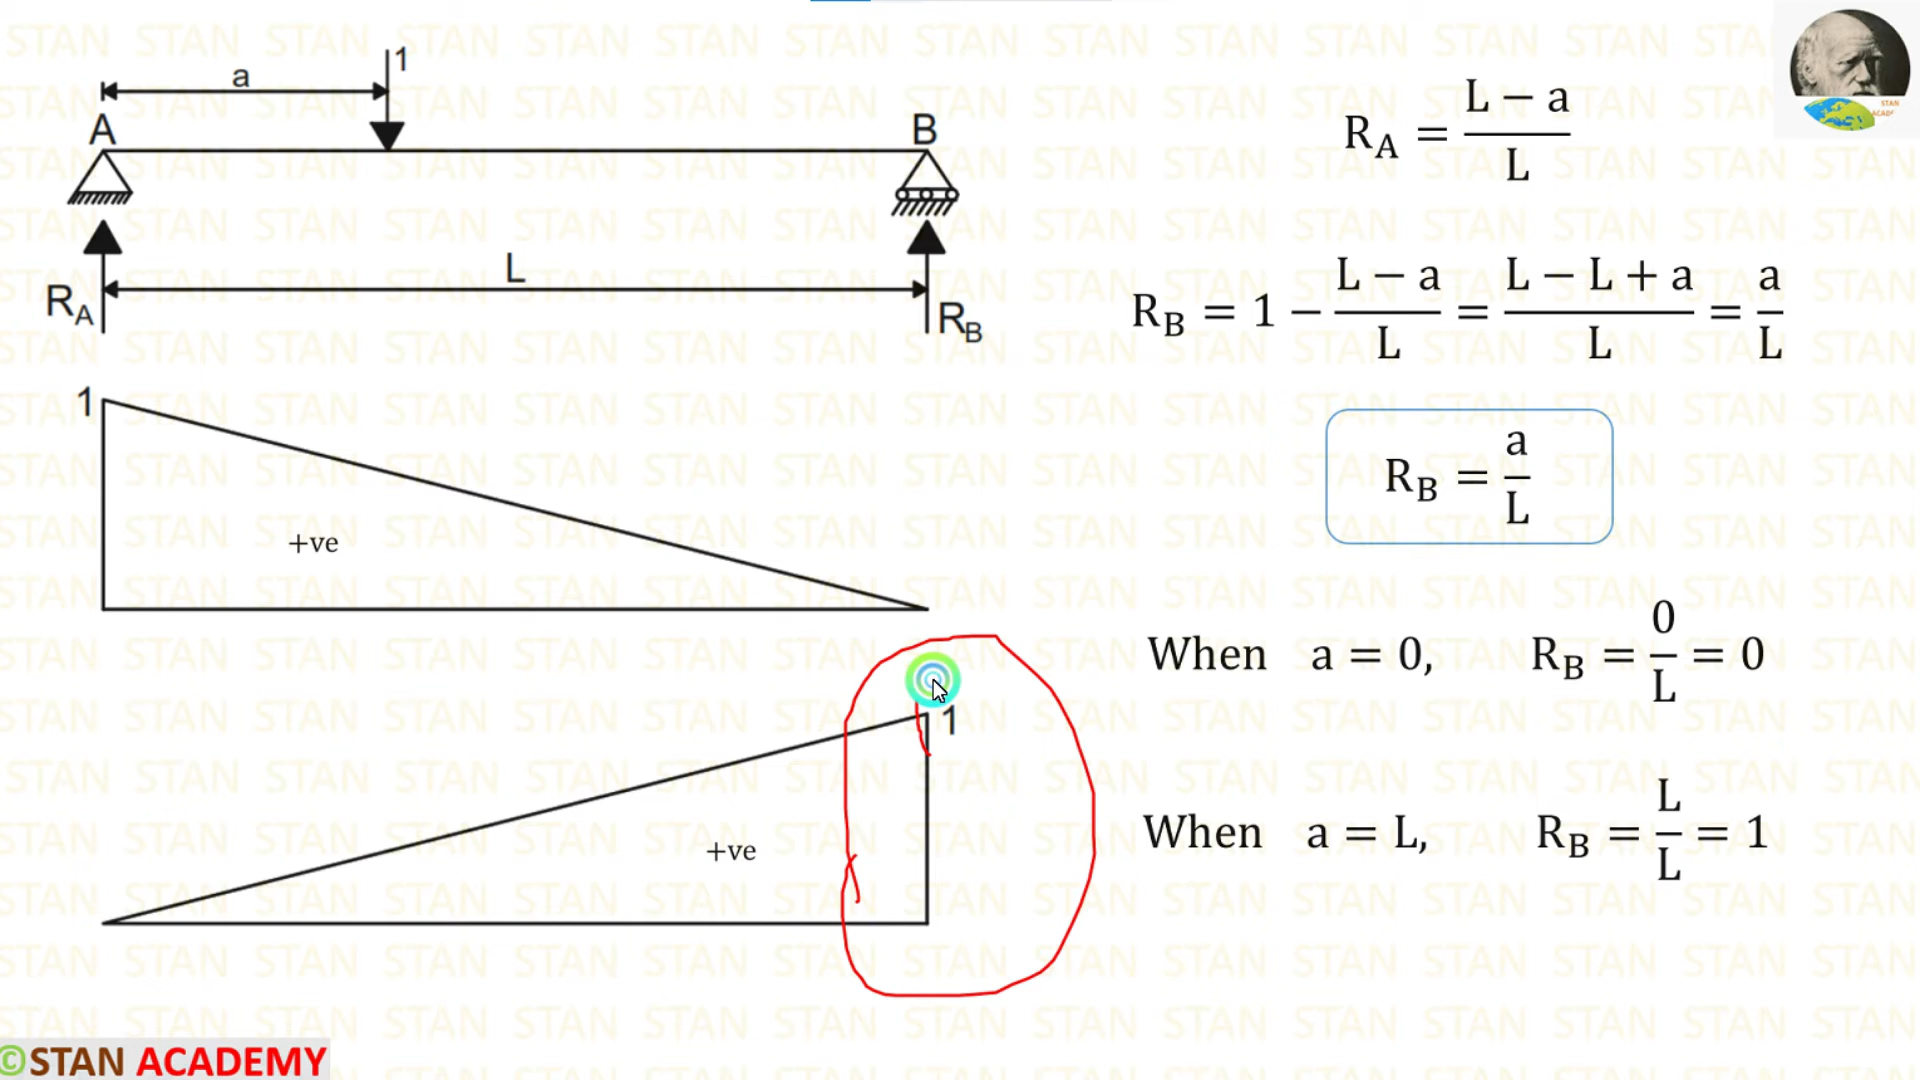 a
1
A
B
L
R_A
R_B
1
+ve
1
+ve
R_A = (L − a)/L
R_B = 1 − (L − a)/L = (L − L + a)/L = a/L
R_B = a/L
When a = 0, R_B = 0/L = 0
When a = L, R_B = L/L = 1
STAN
©STAN ACADEMY